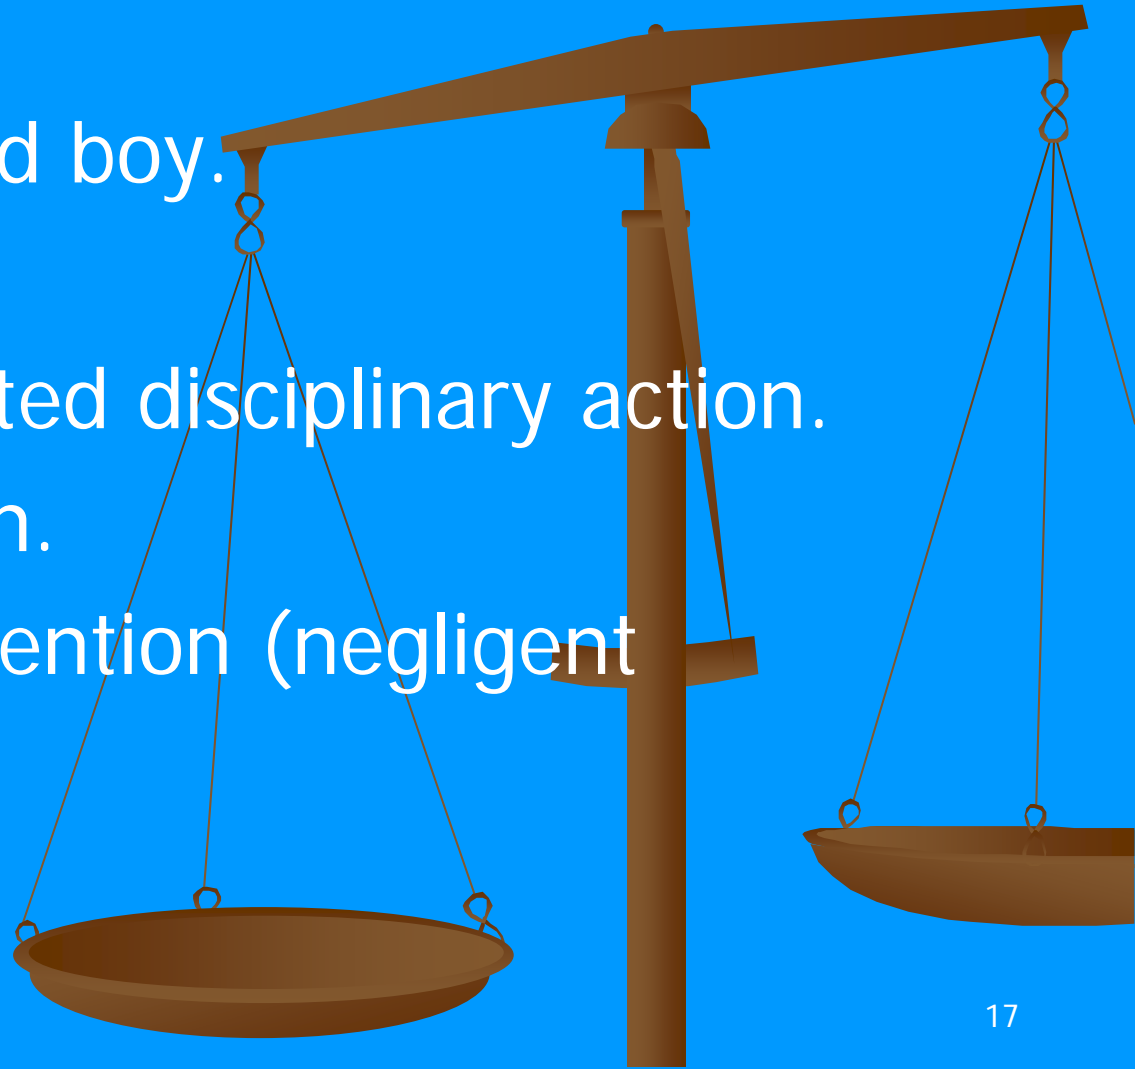 d boy.
ted disciplinary action.
n.
ention (negligent
17